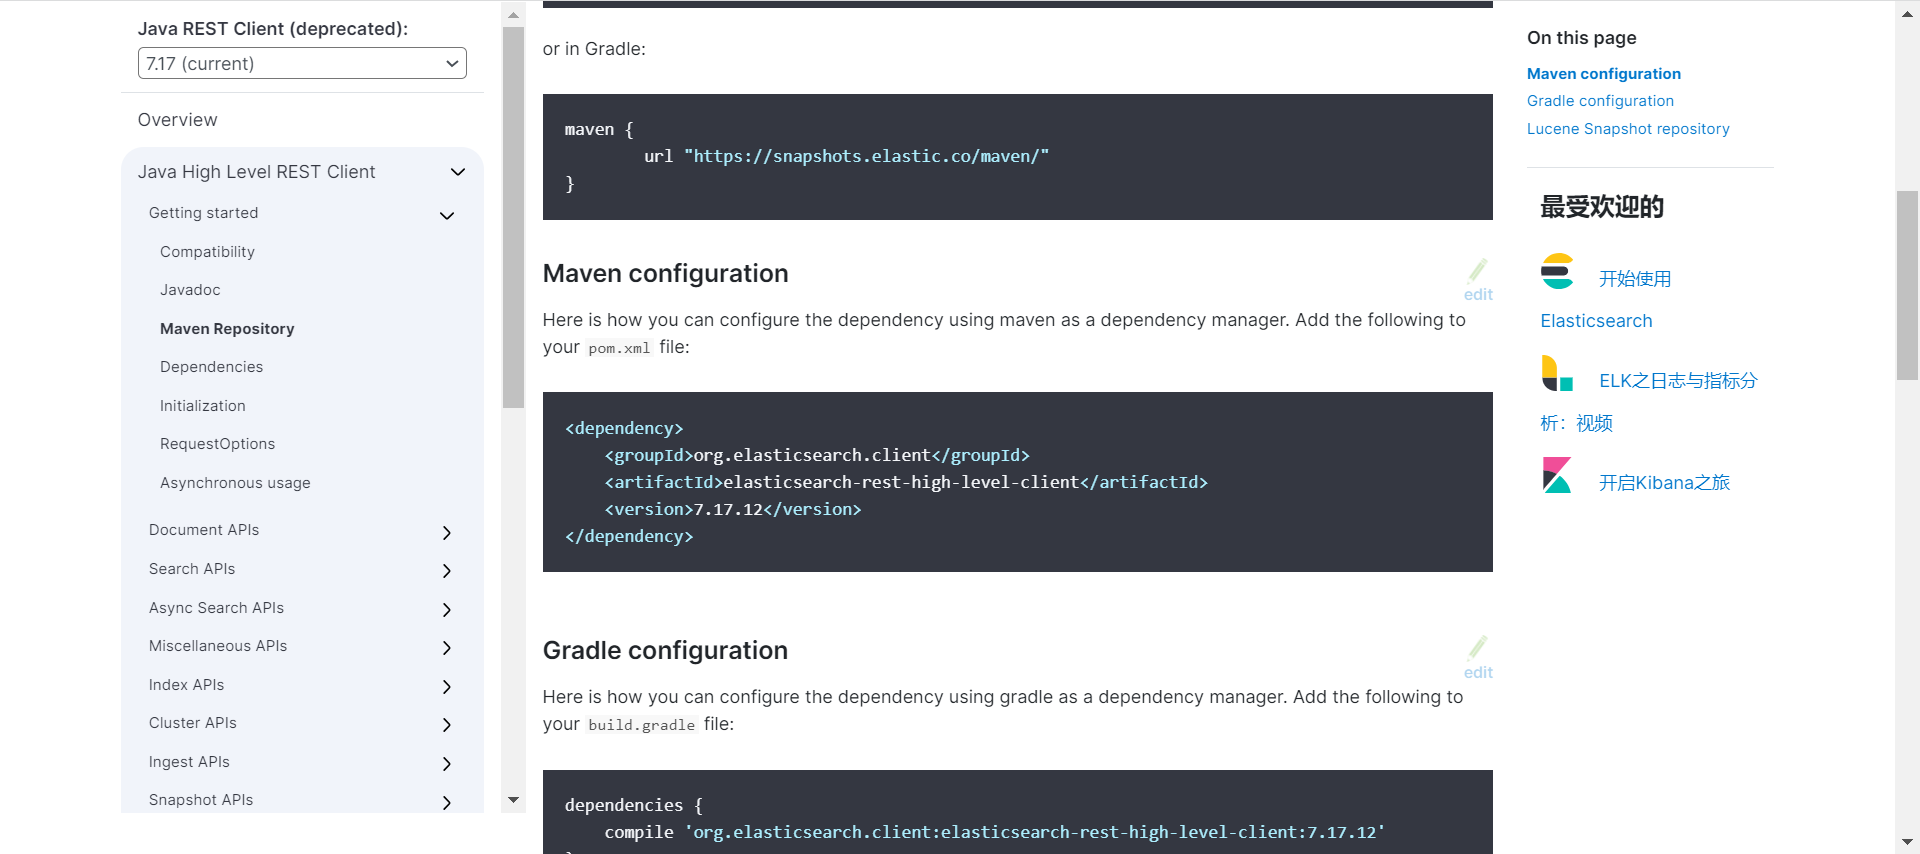 Java REST Client (deprecated):
7.17 (current)
Overview
Java High Level REST Client
Getting started
Compatibility
Javadoc
Maven Repository
Dependencies
Initialization
RequestOptions
Asynchronous usage
Document APIs
Search APIs
Async Search APIs
Miscellaneous APIs
Index APIs
Cluster APIs
Ingest APIs
Snapshot APIs
or in Gradle:
maven {
        url "https://snapshots.elastic.co/maven/"
}
Maven configuration
edit
Here is how you can configure the dependency using maven as a dependency manager. Add the following to
your pom.xml file:
<dependency>
    <groupId>org.elasticsearch.client</groupId>
    <artifactId>elasticsearch-rest-high-level-client</artifactId>
    <version>7.17.12</version>
</dependency>
Gradle configuration
edit
Here is how you can configure the dependency using gradle as a dependency manager. Add the following to
your build.gradle file:
dependencies {
    compile 'org.elasticsearch.client:elasticsearch-rest-high-level-client:7.17.12'
On this page
Maven configuration
Gradle configuration
Lucene Snapshot repository
最受欢迎的
开始使用
Elasticsearch
ELK之日志与指标分
析：视频
开启Kibana之旅